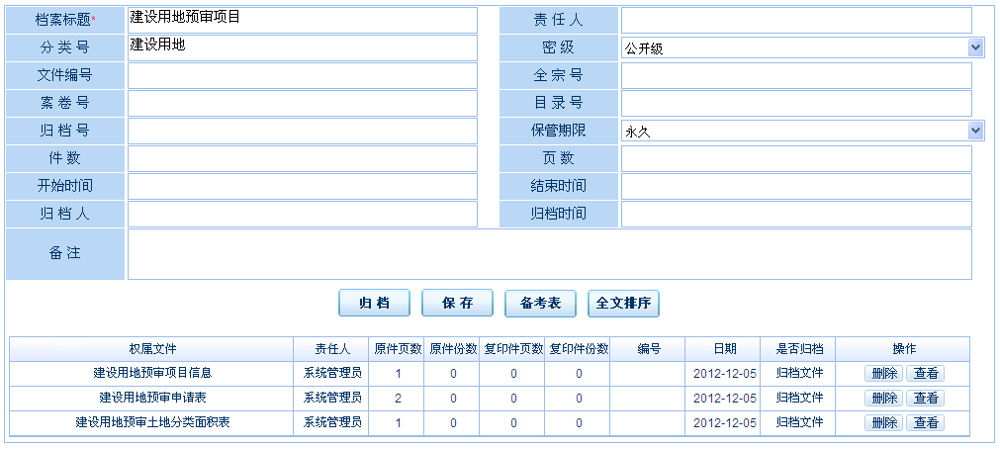 档案标题* 建设用地预审项目 责 任 人
分 类 号 建设用地 密 级 公开级
文件编号 全 宗 号
案 卷 号 目 录 号
归 档 号 保管期限 永久
件 数 页 数
开始时间 结束时间
归 档 人 归档时间
备 注
归 档 保 存 备考表 全文排序
权属文件 责任人 原件页数 原件份数 复印件页数 复印件份数 编号 日期 是否归档 操作
建设用地预审项目信息 系统管理员 1 0 0 0 2012-12-05 归档文件 删除 查看
建设用地预审申请表 系统管理员 2 0 0 0 2012-12-05 归档文件 删除 查看
建设用地预审土地分类面积表 系统管理员 1 0 0 0 2012-12-05 归档文件 删除 查看